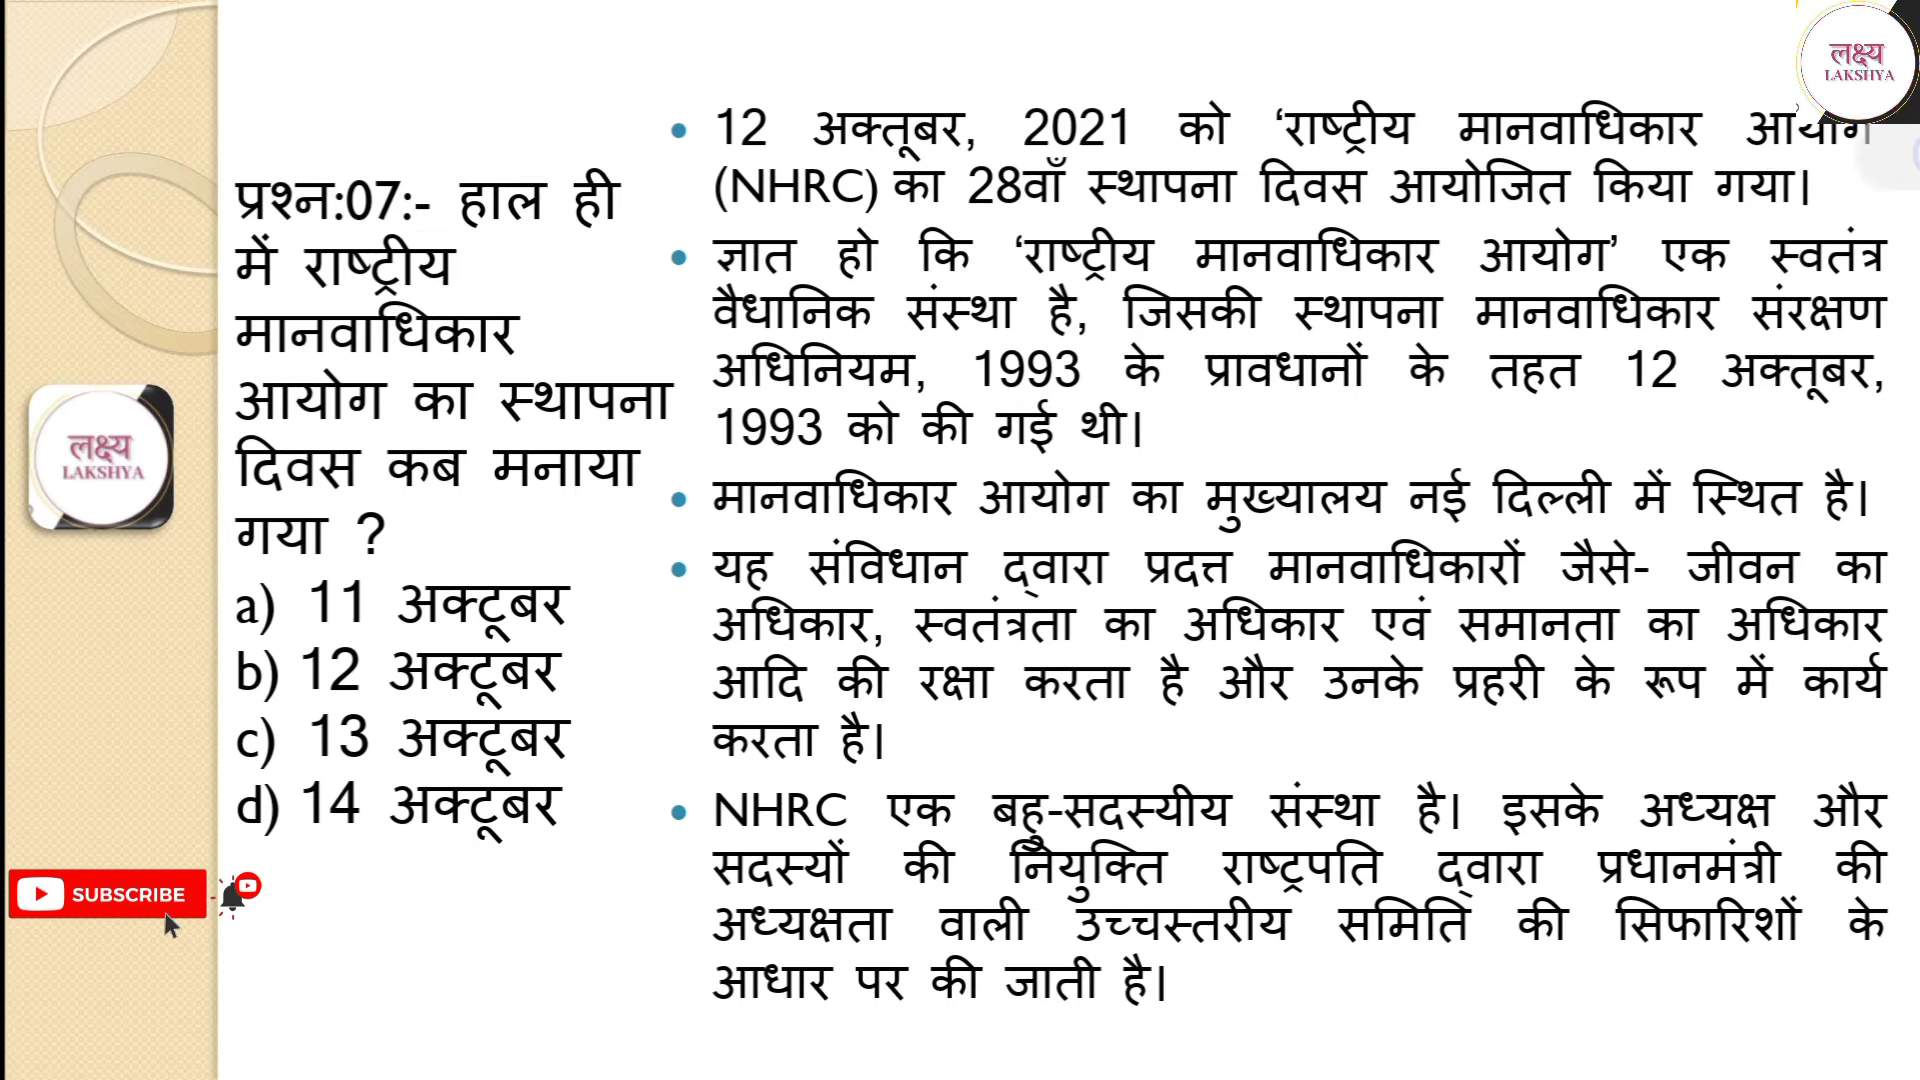 लक्ष्य
LAKSHYA
प्रश्न:07:- हाल ही
में राष्ट्रीय
मानवाधिकार
आयोग का स्थापना
दिवस कब मनाया
गया ?
a) 11 अक्टूबर
b) 12 अक्टूबर
c) 13 अक्टूबर
d) 14 अक्टूबर
• 12 अक्तूबर, 2021 को ‘राष्ट्रीय मानवाधिकार आयोग
(NHRC) का 28वाँ स्थापना दिवस आयोजित किया गया।
• ज्ञात हो कि ‘राष्ट्रीय मानवाधिकार आयोग’ एक स्वतंत्र
वैधानिक संस्था है, जिसकी स्थापना मानवाधिकार संरक्षण
अधिनियम, 1993 के प्रावधानों के तहत 12 अक्तूबर,
1993 को की गई थी।
• मानवाधिकार आयोग का मुख्यालय नई दिल्ली में स्थित है।
• यह संविधान द्वारा प्रदत्त मानवाधिकारों जैसे- जीवन का
अधिकार, स्वतंत्रता का अधिकार एवं समानता का अधिकार
आदि की रक्षा करता है और उनके प्रहरी के रूप में कार्य
करता है।
• NHRC एक बहु-सदस्यीय संस्था है। इसके अध्यक्ष और
सदस्यों की नियुक्ति राष्ट्रपति द्वारा प्रधानमंत्री की
अध्यक्षता वाली उच्चस्तरीय समिति की सिफारिशों के
आधार पर की जाती है।
लक्ष्य
LAKSHYA
SUBSCRIBE